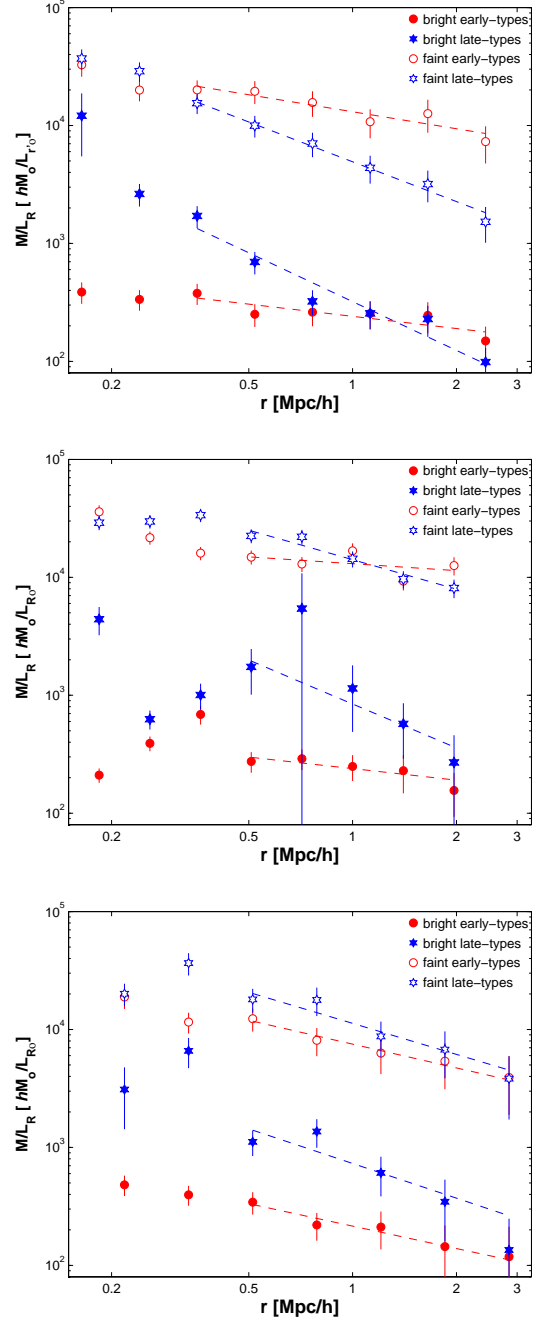 10⁵
10⁴
10³
10²
M/L_R [ hM_o/L_r'⊙]
bright early−types
bright late−types
faint early−types
faint late−types
0.2 0.5 1 2 3
r [Mpc/h]
10⁵
10⁴
10³
10²
M/L_R [ hM_o/L_R⊙]
bright early−types
bright late−types
faint early−types
faint late−types
0.2 0.5 1 2 3
r [Mpc/h]
10⁵
10⁴
10³
10²
M/L_R [ hM_o/L_R⊙]
bright early−types
bright late−types
faint early−types
faint late−types
0.2 0.5 1 2 3
r [Mpc/h]